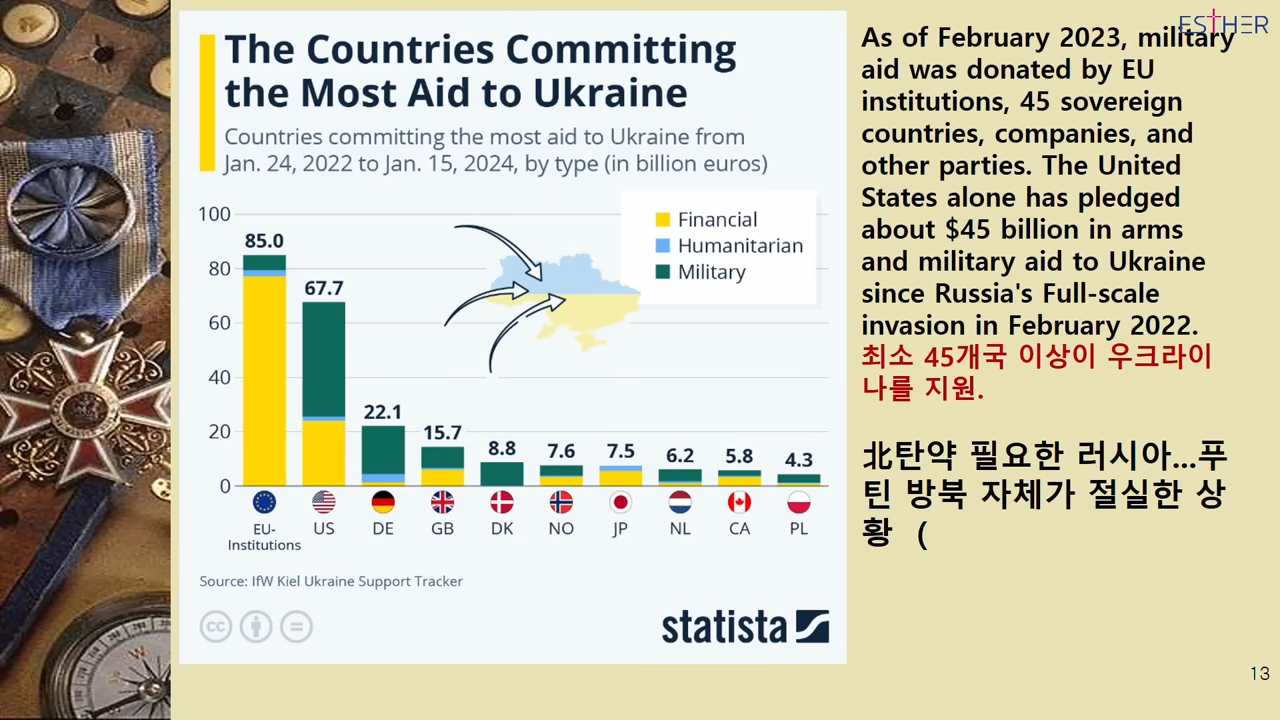 The Countries Committing
the Most Aid to Ukraine
Countries committing the most aid to Ukraine from
Jan. 24, 2022 to Jan. 15, 2024, by type (in billion euros)
Financial
Humanitarian
Military
100
80
60
40
20
0
85.0
67.7
22.1
15.7
8.8
7.6
7.5
6.2
5.8
4.3
EU-
Institutions
US
DE
GB
DK
NO
JP
NL
CA
PL
Source: IfW Kiel Ukraine Support Tracker
cc
statista
ESTHER
As of February 2023, military
aid was donated by EU
institutions, 45 sovereign
countries, companies, and
other parties. The United
States alone has pledged
about $45 billion in arms
and military aid to Ukraine
since Russia's Full-scale
invasion in February 2022.
최소 45개국 이상이 우크라이
나를 지원.
北탄약 필요한 러시아...푸
틴 방북 자체가 절실한 상
황 (
13
W